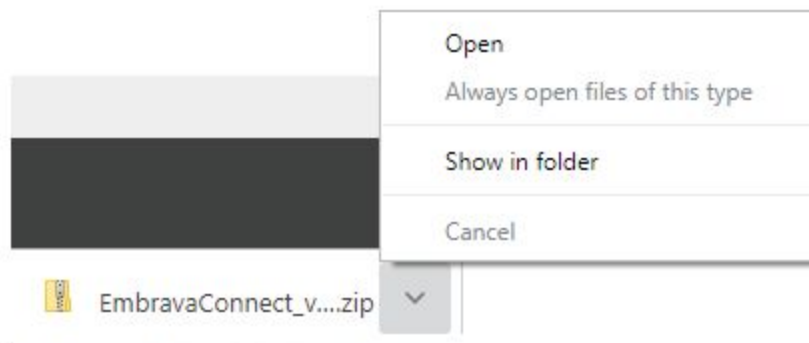 Open
Always open files of this type
Show in folder
Cancel
EmbravaConnect_v....zip